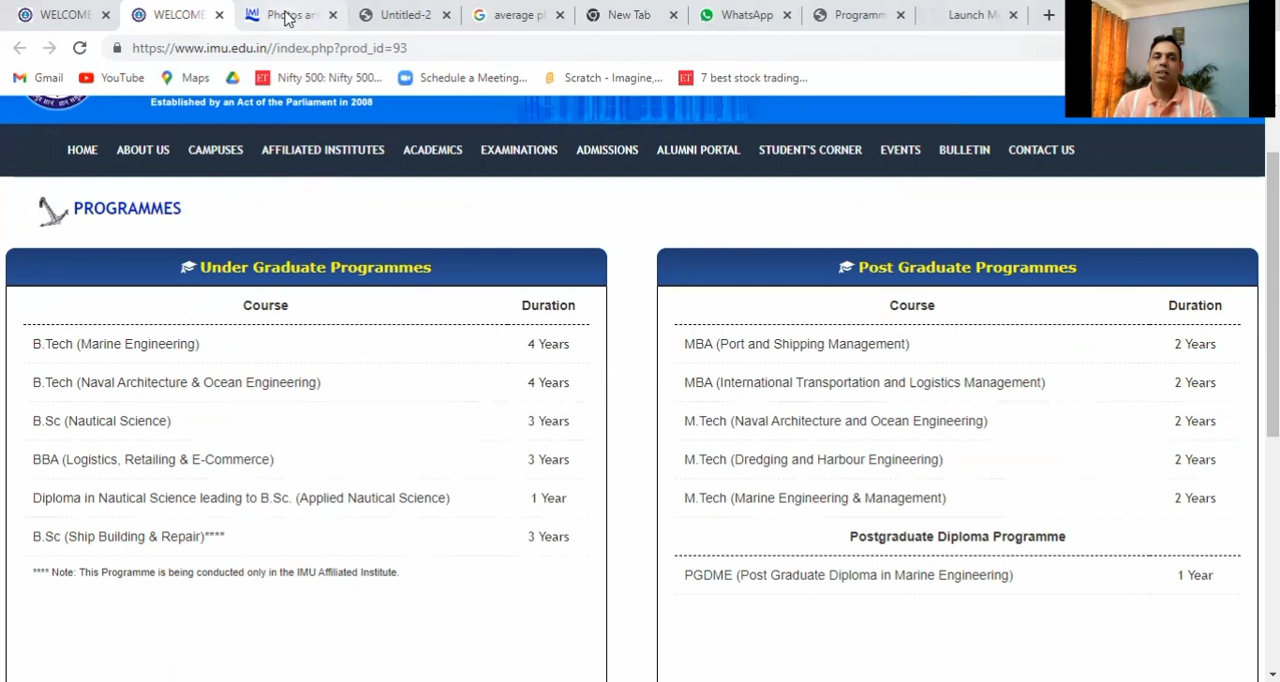 WELCOME
WELCOME
Photos an
Untitled-2
average pl
New Tab
WhatsApp
Programm
Launch Me
https://www.imu.edu.in//index.php?prod_id=93
Gmail
YouTube
Maps
Nifty 500: Nifty 500...
Schedule a Meeting...
Scratch - Imagine,...
7 best stock trading...
Established by an Act of the Parliament in 2008
HOME ABOUT US CAMPUSES AFFILIATED INSTITUTES ACADEMICS EXAMINATIONS ADMISSIONS ALUMNI PORTAL STUDENT'S CORNER EVENTS BULLETIN CONTACT US
PROGRAMMES
Under Graduate Programmes
Course Duration
B.Tech (Marine Engineering) 4 Years
B.Tech (Naval Architecture & Ocean Engineering) 4 Years
B.Sc (Nautical Science) 3 Years
BBA (Logistics, Retailing & E-Commerce) 3 Years
Diploma in Nautical Science leading to B.Sc. (Applied Nautical Science) 1 Year
B.Sc (Ship Building & Repair)**** 3 Years
**** Note: This Programme is being conducted only in the IMU Affiliated Institute.
Post Graduate Programmes
Course Duration
MBA (Port and Shipping Management) 2 Years
MBA (International Transportation and Logistics Management) 2 Years
M.Tech (Naval Architecture and Ocean Engineering) 2 Years
M.Tech (Dredging and Harbour Engineering) 2 Years
M.Tech (Marine Engineering & Management) 2 Years
Postgraduate Diploma Programme
PGDME (Post Graduate Diploma in Marine Engineering) 1 Year